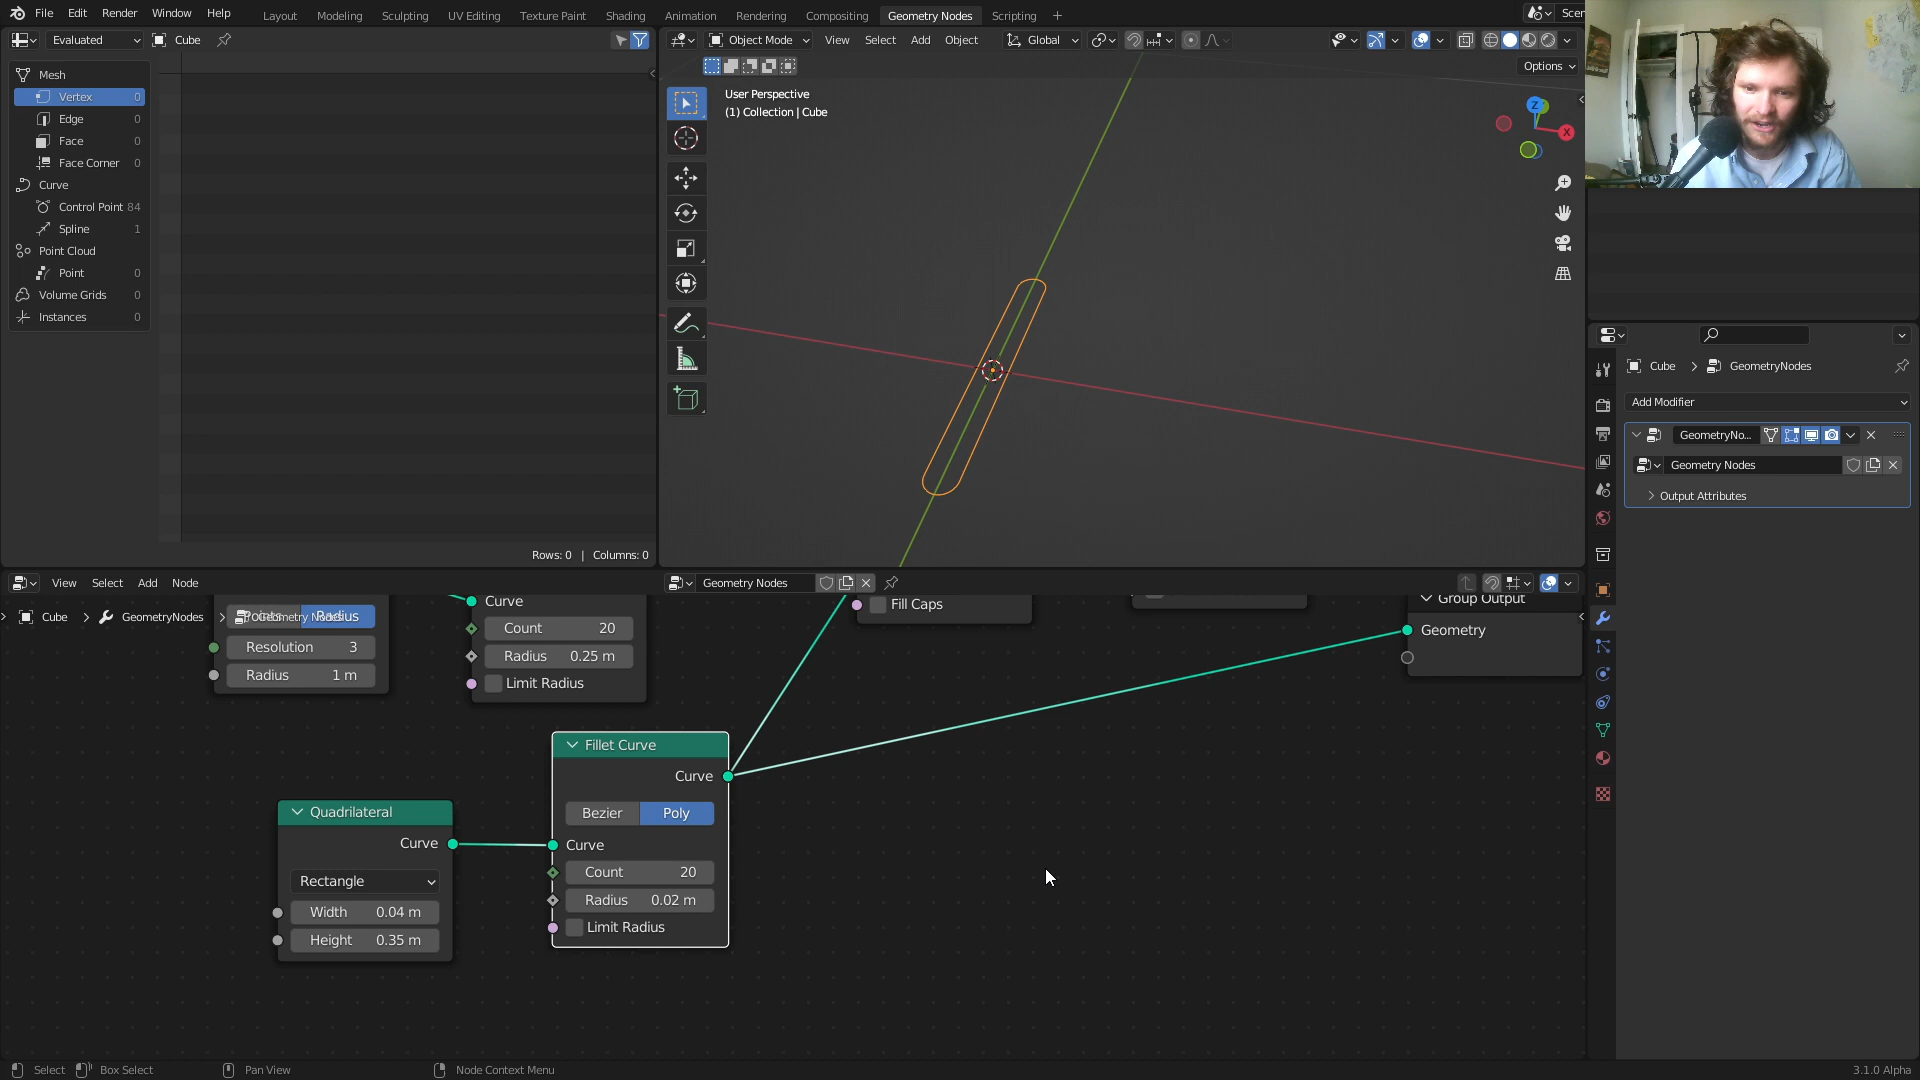 File Edit Render Window Help
Layout Modeling Sculpting UV Editing Texture Paint Shading Animation Rendering Compositing Geometry Nodes Scripting
Scen
Evaluated Cube
Object Mode View Select Add Object Global
Options
Mesh
Vertex 0
Edge 0
Face 0
Face Corner 0
Curve
Control Point 84
Spline 1
Point Cloud
Point 0
Volume Grids 0
Instances 0
Rows: 0 | Columns: 0
User Perspective
(1) Collection | Cube
Z
X
Cube GeometryNodes
Add Modifier
GeometryNo...
Geometry Nodes
Output Attributes
View Select Add Node
Geometry Nodes
Cube GeometryNodes Geometry Nodes
Points Radius
Resolution 3
Radius 1 m
Curve
Count 20
Radius 0.25 m
Limit Radius
Fill Caps
Group Output
Geometry
Quadrilateral
Curve
Rectangle
Width 0.04 m
Height 0.35 m
Fillet Curve
Curve
Bezier Poly
Curve
Count 20
Radius 0.02 m
Limit Radius
Select Box Select Pan View Node Context Menu
3.1.0 Alpha